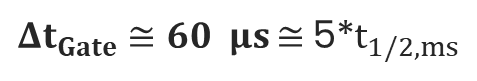 Δt_Gate ≅ 60 μs ≅ 5*t_1/2,ms